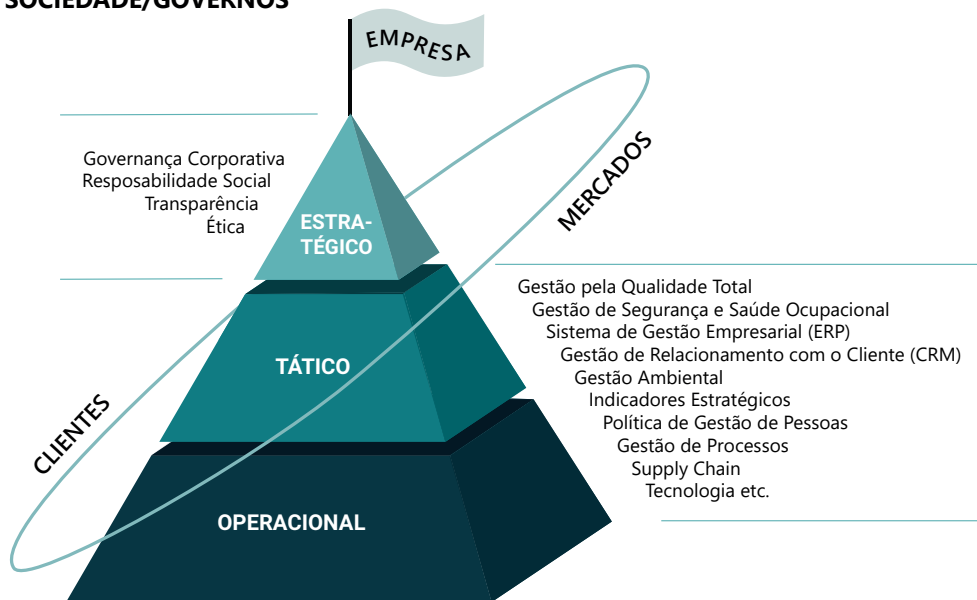 SOCIEDADE/GOVERNOS
EMPRESA
Governança Corporativa
Resposabilidade Social
Transparência
Ética
ESTRA-
TÉGICO
MERCADOS
Gestão pela Qualidade Total
Gestão de Segurança e Saúde Ocupacional
Sistema de Gestão Empresarial (ERP)
Gestão de Relacionamento com o Cliente (CRM)
Gestão Ambiental
Indicadores Estratégicos
Política de Gestão de Pessoas
Gestão de Processos
Supply Chain
Tecnologia etc.
TÁTICO
CLIENTES
OPERACIONAL